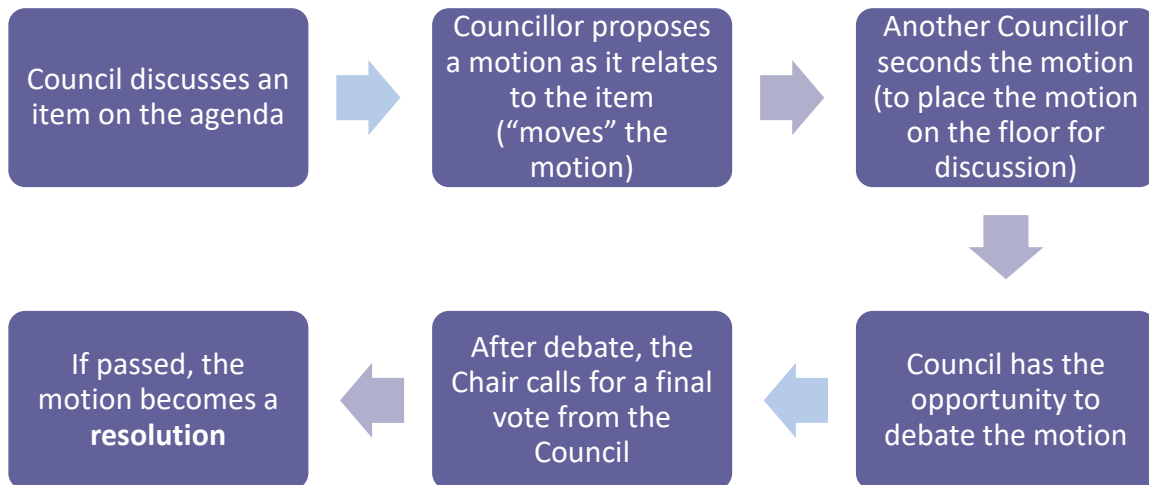 Council discusses an
item on the agenda
Councillor proposes
a motion as it relates
to the item
(“moves” the
motion)
Another Councillor
seconds the motion
(to place the motion
on the floor for
discussion)
Council has the
opportunity to
debate the motion
After debate, the
Chair calls for a final
vote from the
Council
If passed, the
motion becomes a
resolution